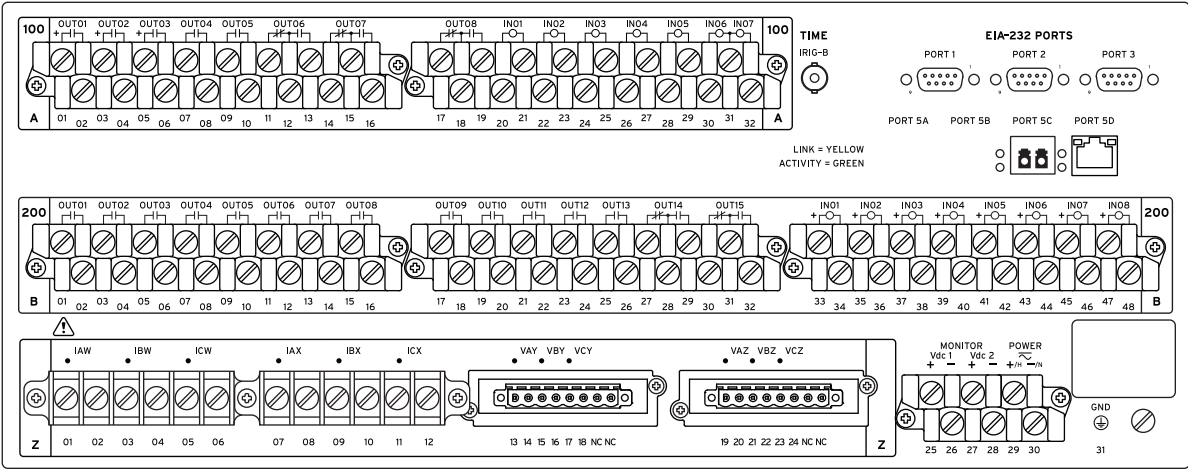 100 OUT01 OUT02 OUT03 OUT04 OUT05 OUT06 OUT07 OUT08 IN01 IN02 IN03 IN04 IN05 IN06 IN07 100
+ + +
A 01 02 03 04 05 06 07 08 09 10 11 12 13 14 15 16 17 18 19 20 21 22 23 24 25 26 27 28 29 30 31 32 A
TIME
IRIG-B
EIA-232 PORTS
PORT 1 PORT 2 PORT 3
1 1 1
9 9 9
PORT 5A PORT 5B PORT 5C PORT 5D
LINK = YELLOW
ACTIVITY = GREEN
200 OUT01 OUT02 OUT03 OUT04 OUT05 OUT06 OUT07 OUT08 OUT09 OUT10 OUT11 OUT12 OUT13 OUT14 OUT15 IN01 IN02 IN03 IN04 IN05 IN06 IN07 IN08 200
+ + + + + + + +
B 01 02 03 04 05 06 07 08 09 10 11 12 13 14 15 16 17 18 19 20 21 22 23 24 25 26 27 28 29 30 31 32 33 34 35 36 37 38 39 40 41 42 43 44 45 46 47 48 B
IAW IBW ICW IAX IBX ICX VAY VBY VCY VAZ VBZ VCZ
Z 01 02 03 04 05 06 07 08 09 10 11 12 13 14 15 16 17 18 NC NC 19 20 21 22 23 24 NC NC Z
MONITOR POWER
Vdc 1 Vdc 2
+ − + − +/H −/N
25 26 27 28 29 30
GND
31